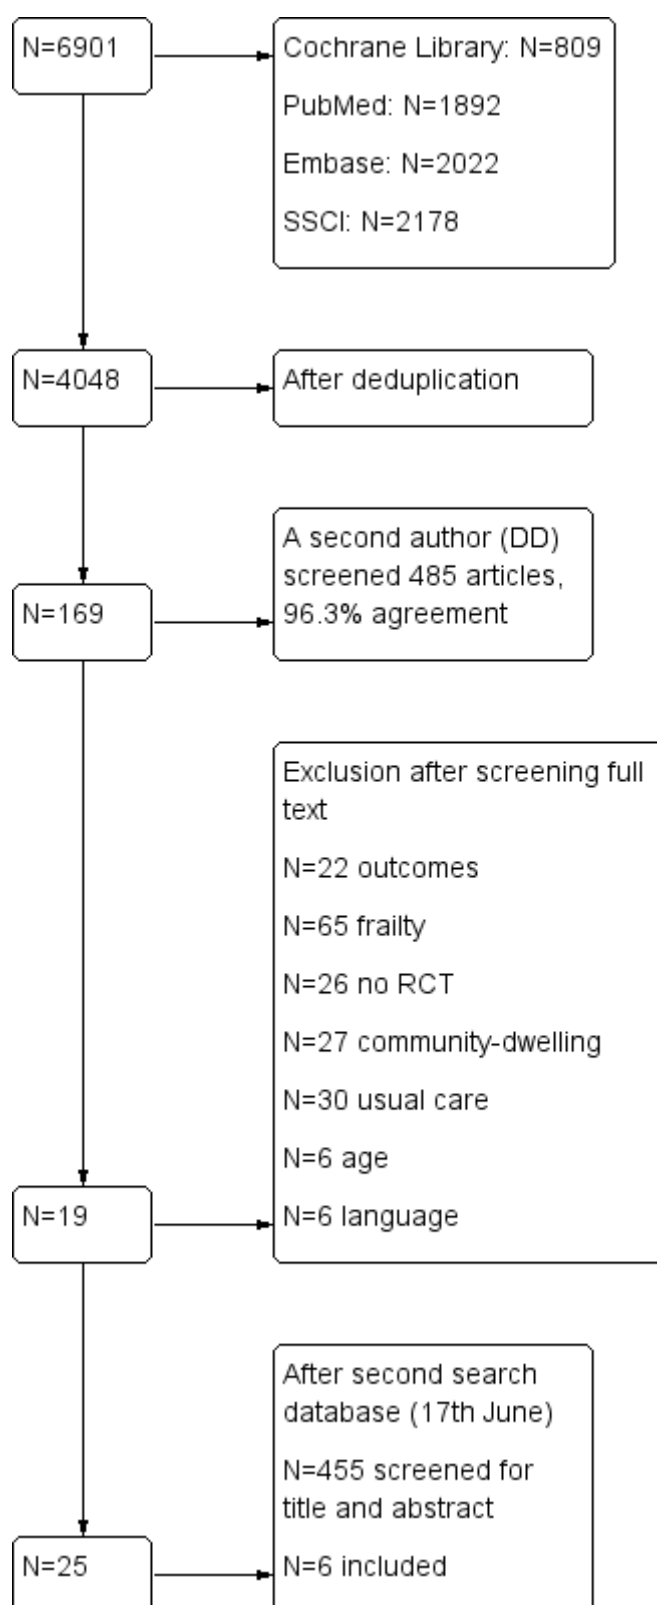 N=6901
Cochrane Library: N=809
PubMed: N=1892
Embase: N=2022
SSCI: N=2178
N=4048
After deduplication
A second author (DD)
screened 485 articles,
96.3% agreement
N=169
Exclusion after screening full
text
N=22 outcomes
N=65 frailty
N=26 no RCT
N=27 community-dwelling
N=30 usual care
N=6 age
N=6 language
N=19
After second search
database (17th June)
N=455 screened for
title and abstract
N=6 included
N=25